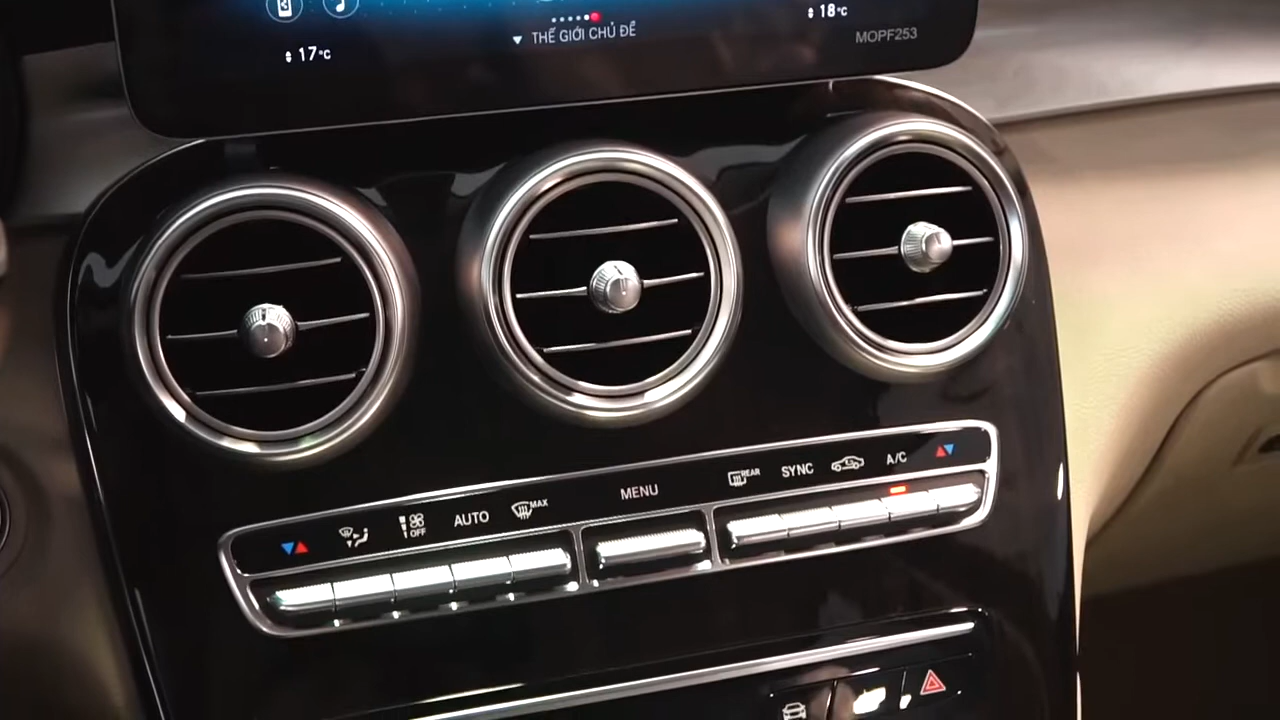 17°C
THẾ GIỚI CHỦ ĐỀ
18°C
MOPF253
OFF
AUTO
MAX
MENU
REAR
SYNC
A/C